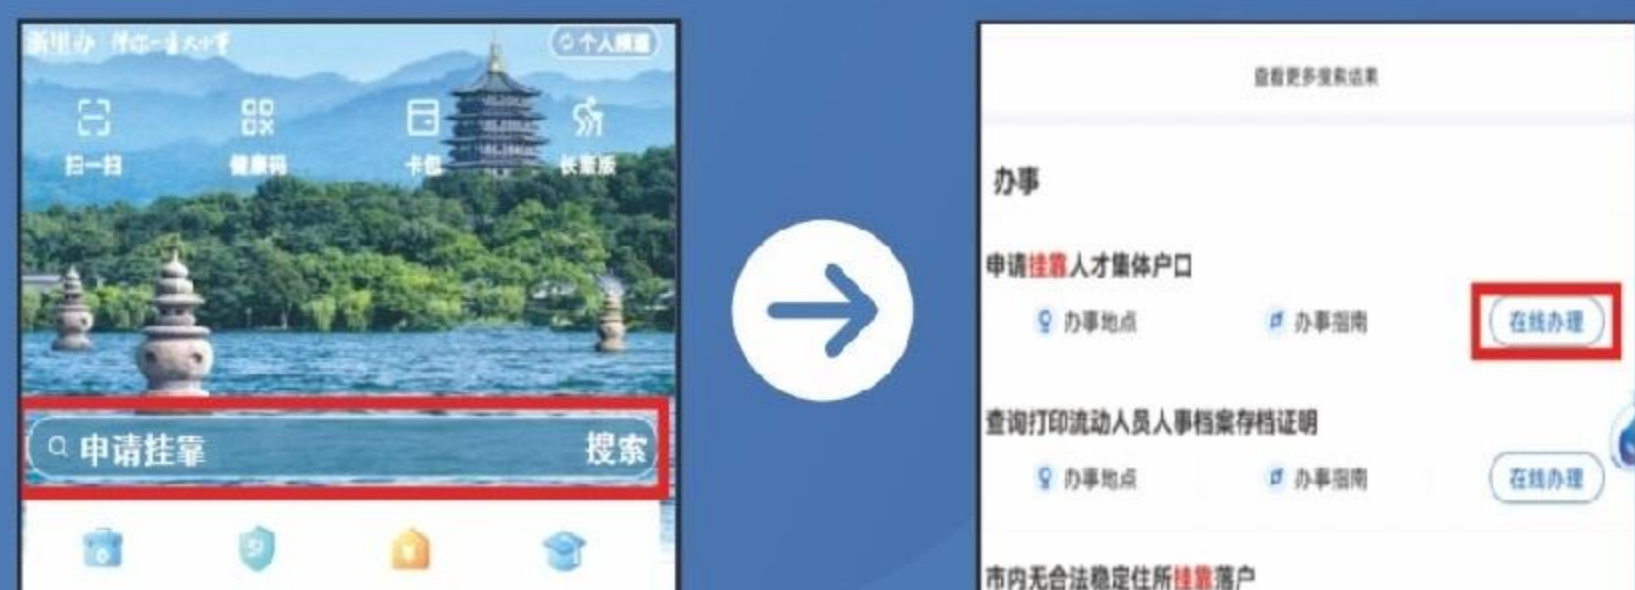 浙里办
个人频道
扫一扫
健康码
卡包
长辈版
申请挂靠
搜索
查看更多搜索结果
办事
申请挂靠人才集体户口
办事地点
办事指南
在线办理
查询打印流动人员人事档案存档证明
办事地点
办事指南
在线办理
市内无合法稳定住所挂靠落户